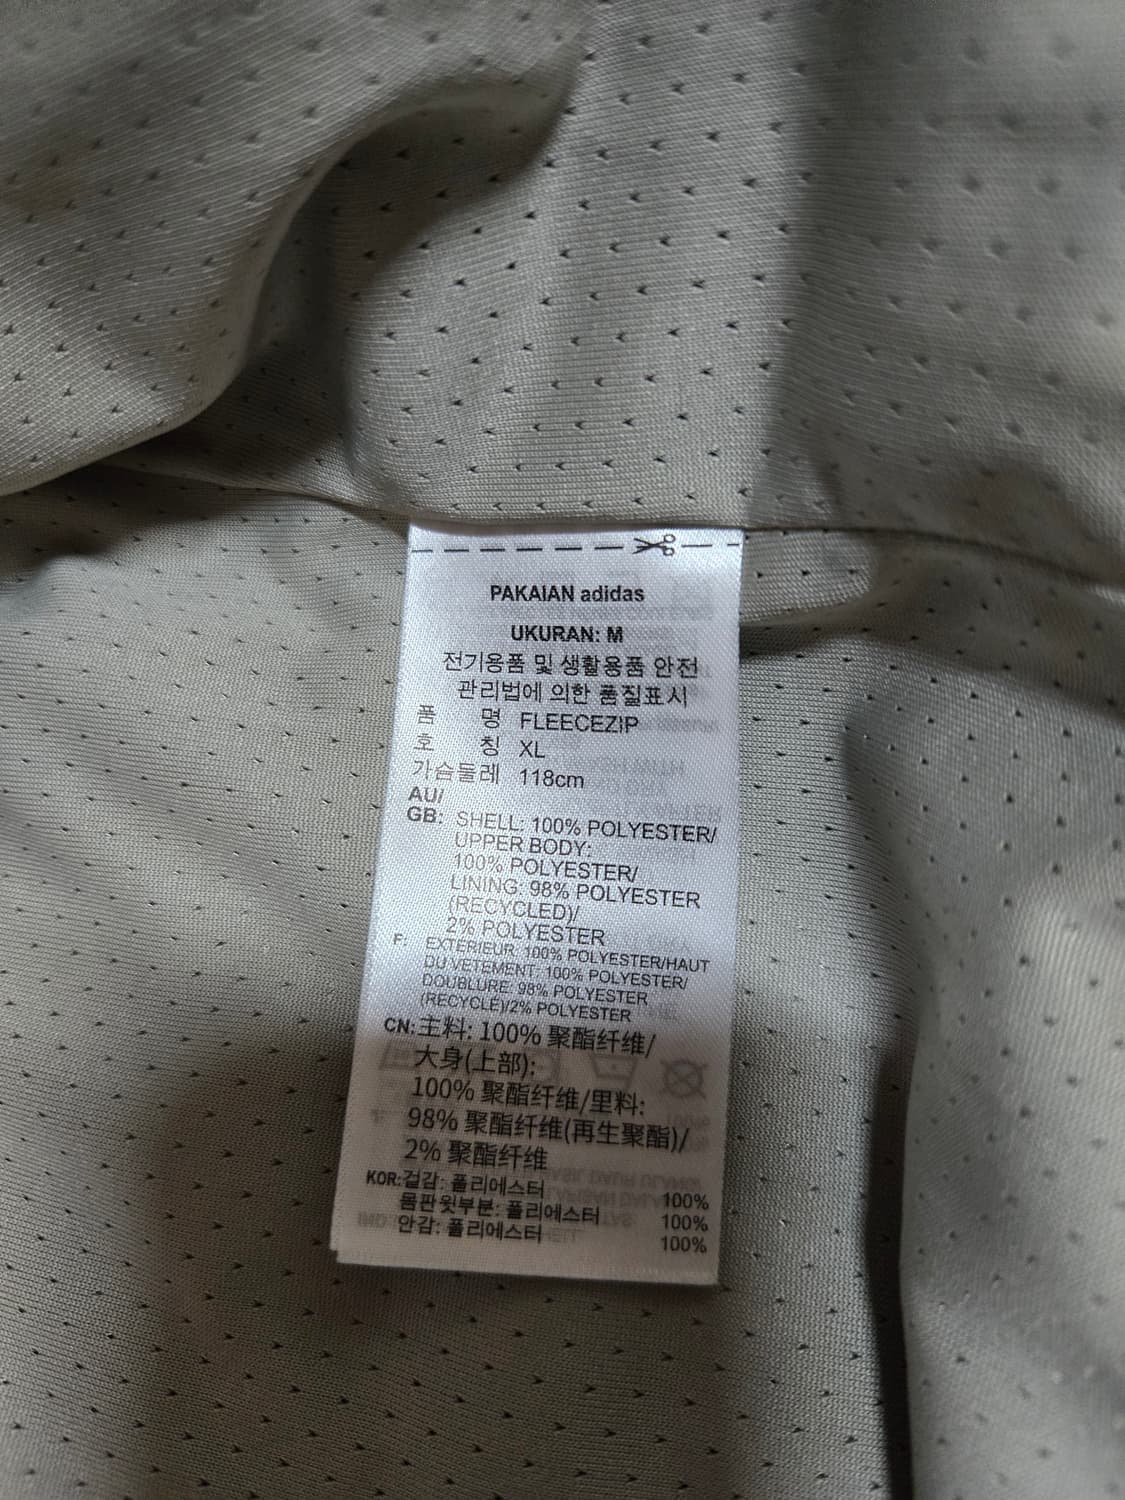 PAKAIAN adidas
UKURAN: M
전기용품 및 생활용품 안전
관리법에 의한 품질표시
품 명 FLEECEZIP
호 칭 XL
가슴둘레 118cm
AU/
GB: SHELL: 100% POLYESTER/
UPPER BODY:
100% POLYESTER/
LINING: 98% POLYESTER
(RECYCLED)/
2% POLYESTER
F: EXTERIEUR: 100% POLYESTER/HAUT
DU VETEMENT: 100% POLYESTER/
DOUBLURE: 98% POLYESTER
(RECYCLE)/2% POLYESTER
CN: 主料: 100% 聚酯纤维/
大身(上部):
100% 聚酯纤维/里料:
98% 聚酯纤维(再生聚酯)/
2% 聚酯纤维
KOR: 겉감: 폴리에스터 100%
몸판윗부분: 폴리에스터 100%
안감: 폴리에스터 100%